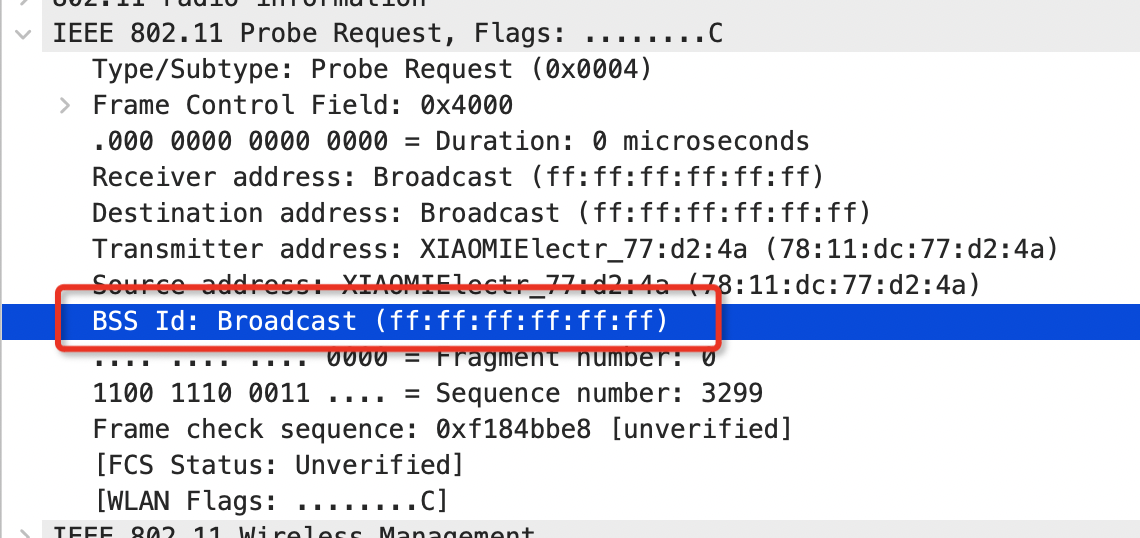 802.11 radio information
IEEE 802.11 Probe Request, Flags: ........C
Type/Subtype: Probe Request (0x0004)
Frame Control Field: 0x4000
.000 0000 0000 0000 = Duration: 0 microseconds
Receiver address: Broadcast (ff:ff:ff:ff:ff:ff)
Destination address: Broadcast (ff:ff:ff:ff:ff:ff)
Transmitter address: XIAOMIElectr_77:d2:4a (78:11:dc:77:d2:4a)
Source address: XIAOMIElectr_77:d2:4a (78:11:dc:77:d2:4a)
BSS Id: Broadcast (ff:ff:ff:ff:ff:ff)
.... .... .... 0000 = Fragment number: 0
1100 1110 0011 .... = Sequence number: 3299
Frame check sequence: 0xf184bbe8 [unverified]
[FCS Status: Unverified]
[WLAN Flags: ........C]
IEEE 802.11 Wireless Management